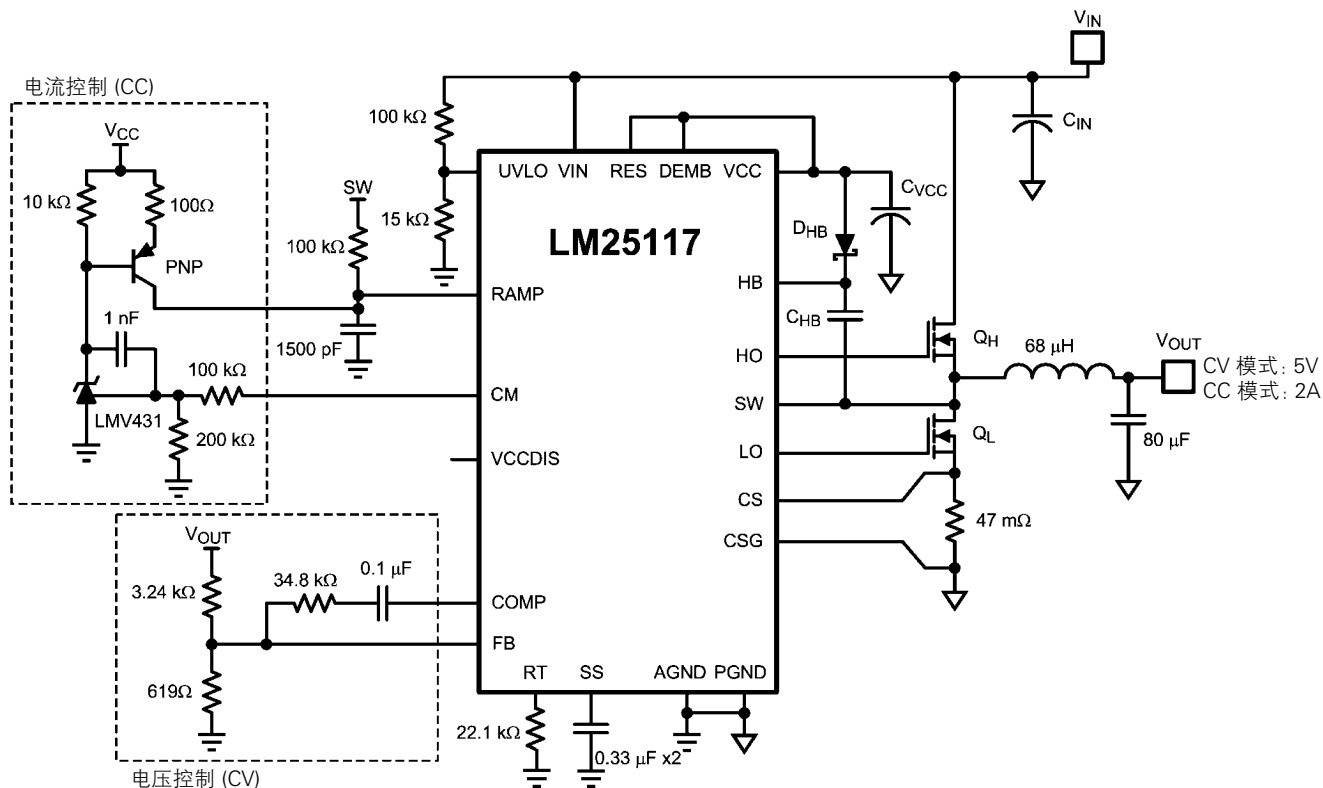 V_IN
电流控制 (CC)
V_CC
10 kΩ
100Ω
PNP
1 nF
LMV431
100 kΩ
200 kΩ
SW
100 kΩ
1500 pF
100 kΩ
15 kΩ
UVLO VIN RES DEMB VCC
LM25117
RAMP
CM
VCCDIS
COMP
FB
RT SS AGND PGND
HB
HO
SW
LO
CS
CSG
C_IN
C_VCC
D_HB
C_HB
Q_H
Q_L
68 μH
V_OUT
CV 模式: 5V
CC 模式: 2A
80 μF
47 mΩ
V_OUT
3.24 kΩ
34.8 kΩ
0.1 μF
619Ω
22.1 kΩ
0.33 μF x2
电压控制 (CV)